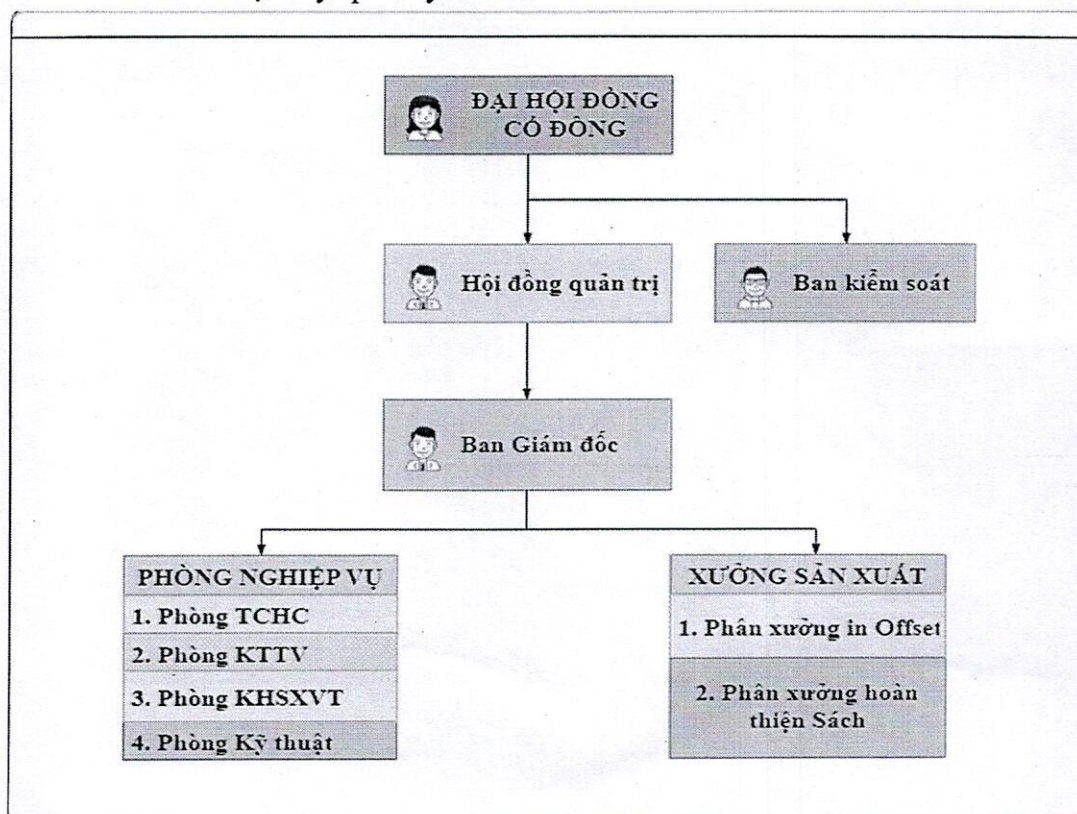 ĐẠI HỘI ĐỒNG
CỔ ĐÔNG
Hội đồng quản trị
Ban kiểm soát
Ban Giám đốc
PHÒNG NGHIỆP VỤ
1. Phòng TCHC
2. Phòng KTTV
3. Phòng KHSXVT
4. Phòng Kỹ thuật
XƯỞNG SẢN XUẤT
1. Phân xưởng in Offset
2. Phân xưởng hoàn
thiện Sách